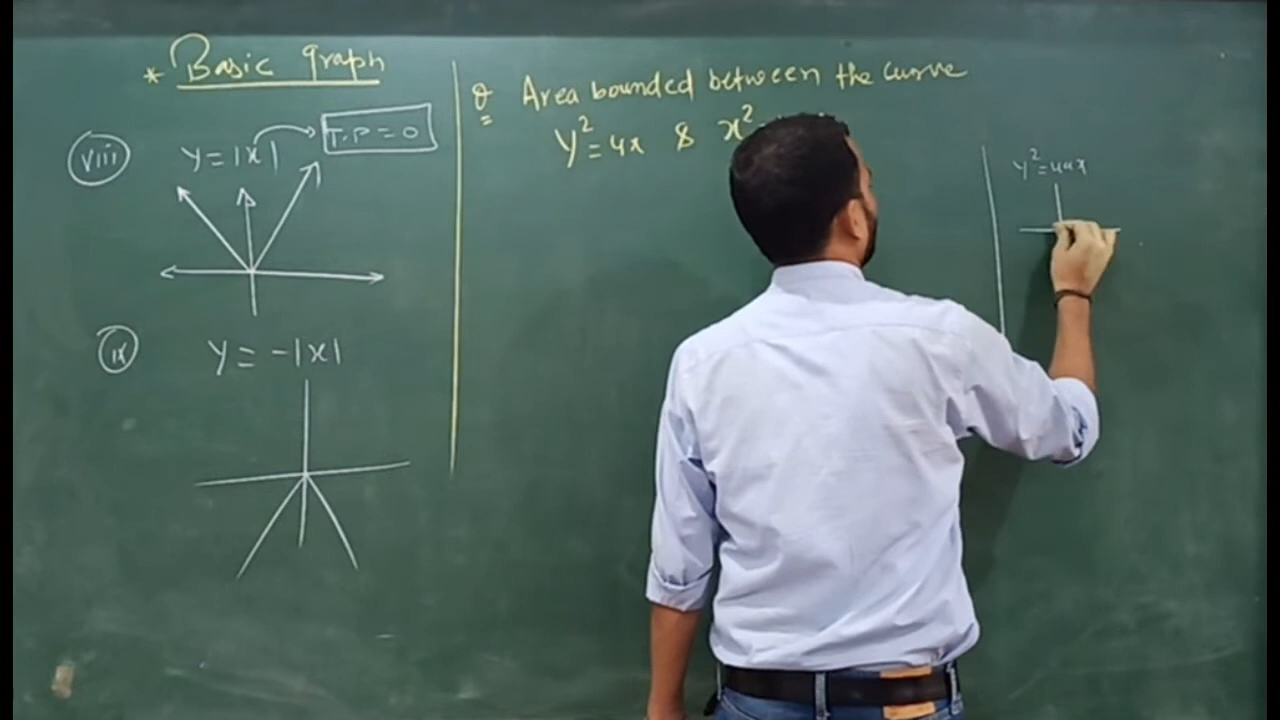 * Basic graph
(viii) y = |x| → T.P = 0
(ix) y = -|x|
Q Area bounded between the curve
y² = 4x & x²
y² = 4ax